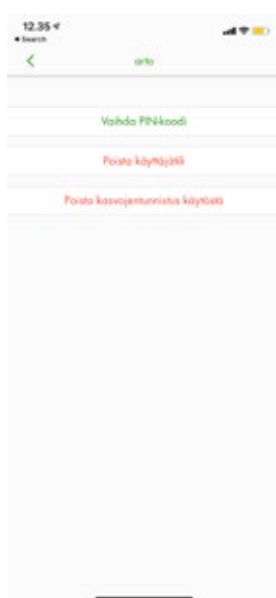 12.35
Search
arto
Vaihda PIN-koodi
Poista käyttäjätili
Poista kasvojentunnistus käytöstä